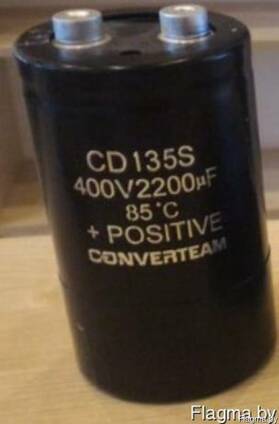 CD135S
400V2200µF
85°C
+ POSITIVE
CONVERTEAM
Flagma.by